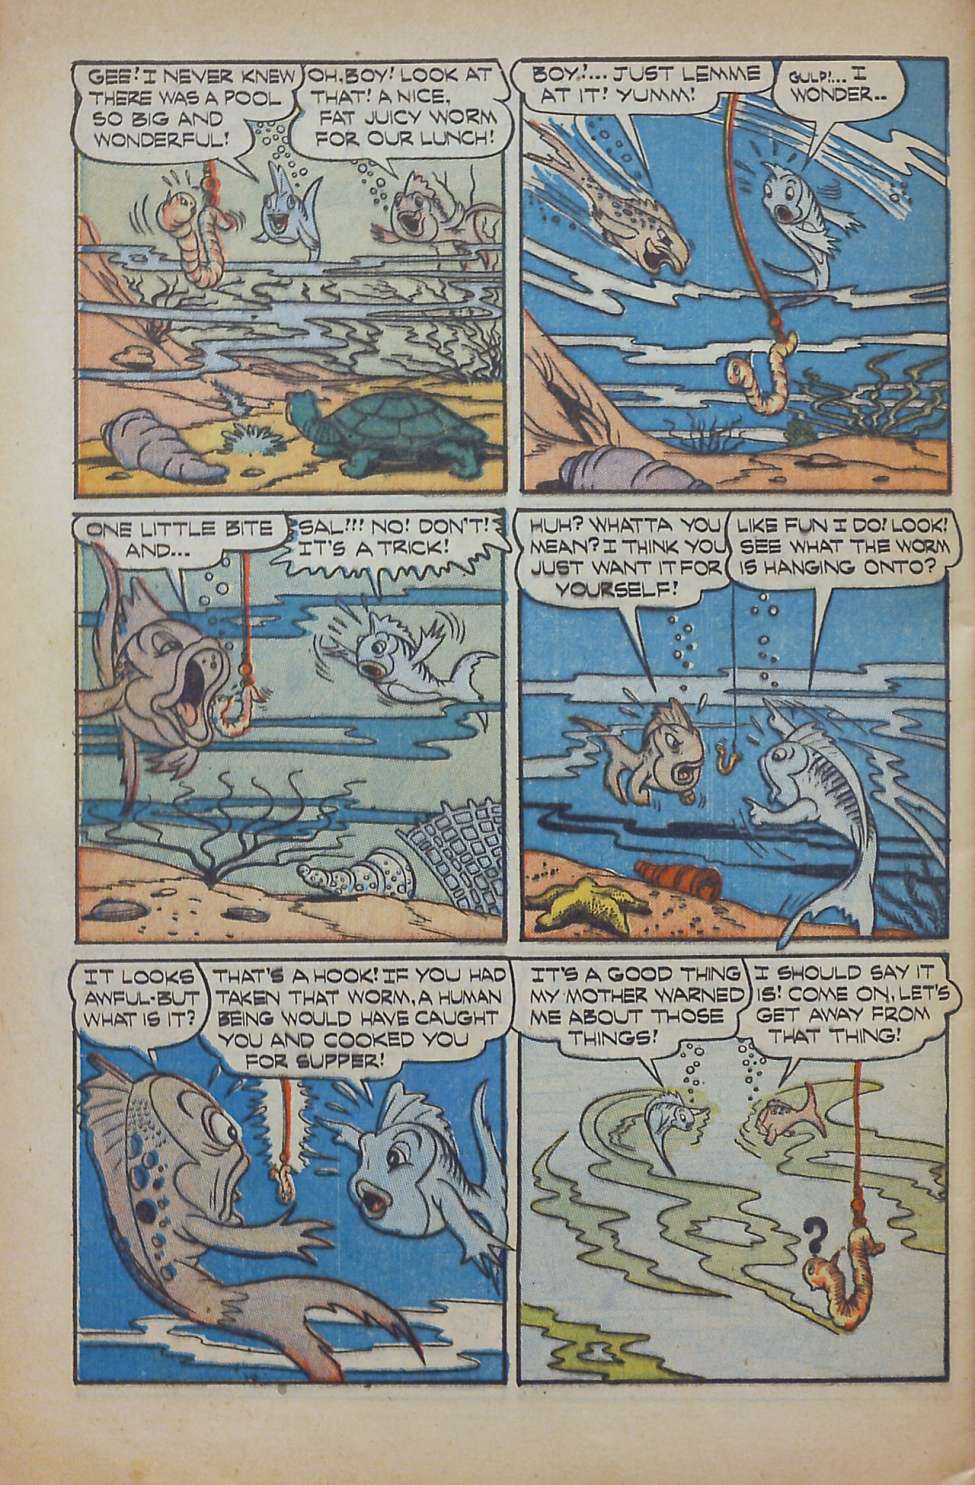 GEE! I NEVER KNEW
THERE WAS A POOL
SO BIG AND
WONDERFUL!
OH, BOY! LOOK AT
THAT! A NICE,
FAT JUICY WORM
FOR OUR LUNCH!
BOY!... JUST LEMME
AT IT! YUMM!
GULP!... I
WONDER..
ONE LITTLE BITE
AND...
SAL!!! NO! DON'T!
IT'S A TRICK!
HUH? WHATTA YOU
MEAN? I THINK YOU
JUST WANT IT FOR
YOURSELF!
LIKE FUN I DO! LOOK!
SEE WHAT THE WORM
IS HANGING ONTO?
IT LOOKS
AWFUL-BUT
WHAT IS IT?
THAT'S A HOOK! IF YOU HAD
TAKEN THAT WORM, A HUMAN
BEING WOULD HAVE CAUGHT
YOU AND COOKED YOU
FOR SUPPER!
IT'S A GOOD THING
MY MOTHER WARNED
ME ABOUT THOSE
THINGS!
I SHOULD SAY IT
IS! COME ON, LET'S
GET AWAY FROM
THAT THING!
?